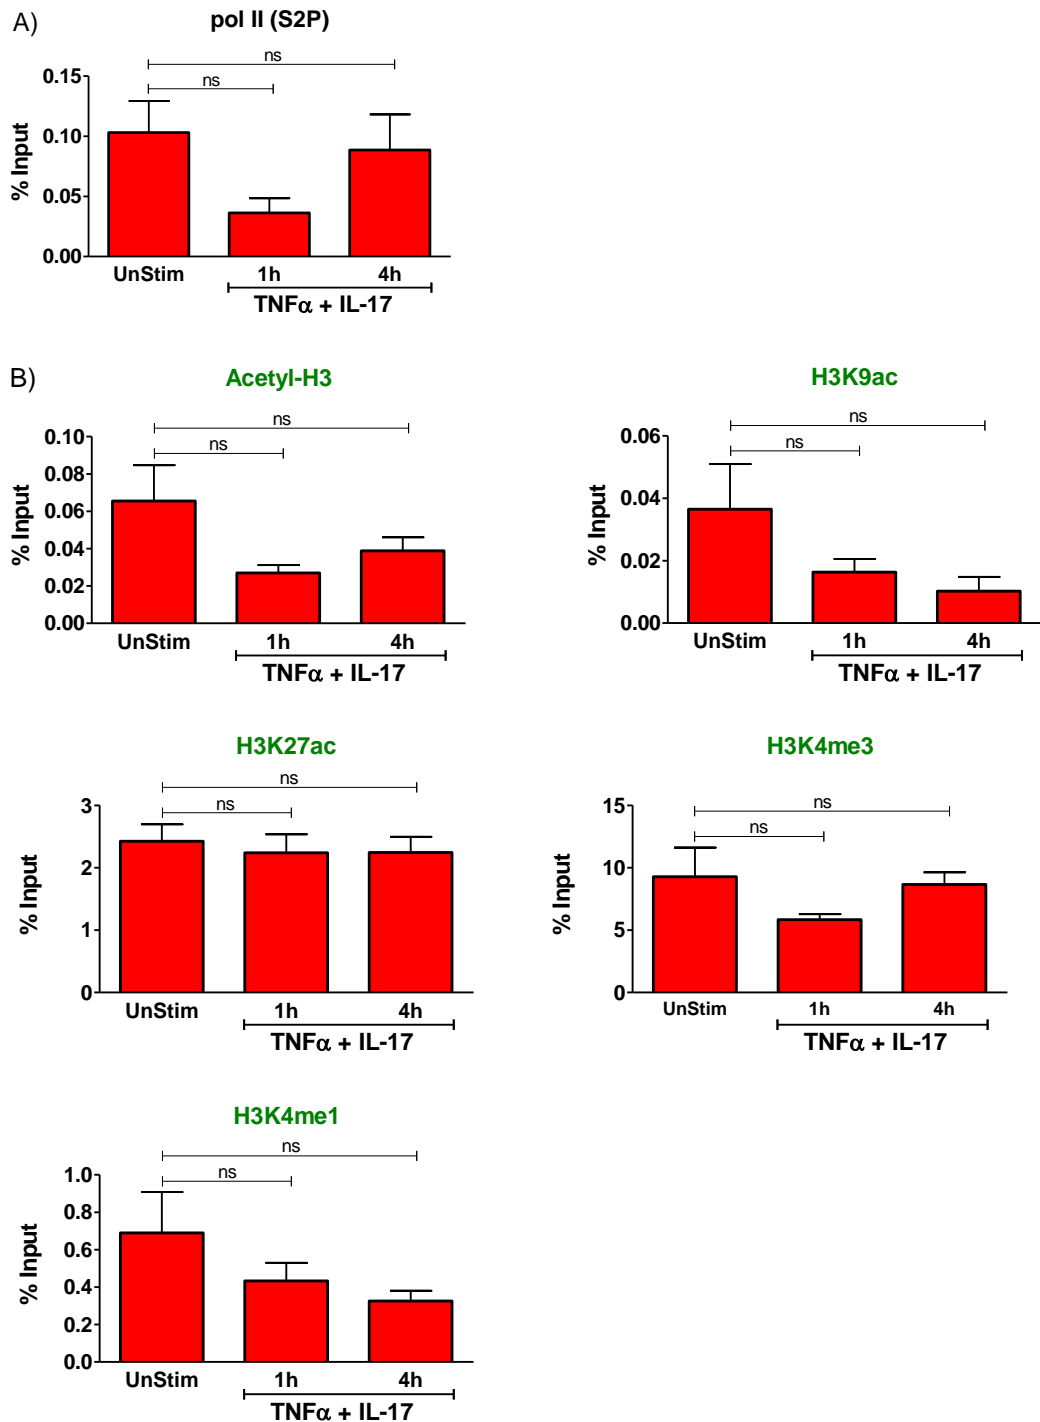 A)
pol II (S2P)
ns
ns
0.15
0.10
0.05
0.00
% Input
UnStim 1h 4h
TNFα + IL-17
B)
Acetyl-H3
ns
ns
0.10
0.08
0.06
0.04
0.02
0.00
% Input
UnStim 1h 4h
TNFα + IL-17
H3K9ac
ns
ns
0.06
0.04
0.02
0.00
% Input
UnStim 1h 4h
TNFα + IL-17
H3K27ac
ns
ns
3
2
1
0
% Input
UnStim 1h 4h
TNFα + IL-17
H3K4me3
ns
ns
15
10
5
0
% Input
UnStim 1h 4h
TNFα + IL-17
H3K4me1
ns
ns
1.0
0.8
0.6
0.4
0.2
0.0
% Input
UnStim 1h 4h
TNFα + IL-17